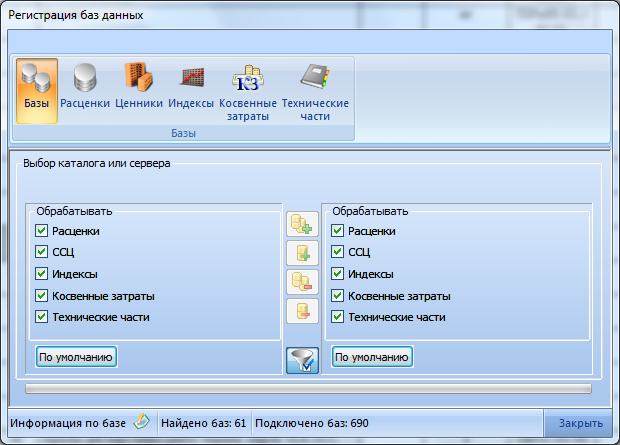 Регистрация баз данных
Базы
Расценки
Ценники
Индексы
КЗ
Косвенные
затраты
Технические
части
Базы
Выбор каталога или сервера
Обрабатывать
Расценки
ССЦ
Индексы
Косвенные затраты
Технические части
По умолчанию
Обрабатывать
Расценки
ССЦ
Индексы
Косвенные затраты
Технические части
По умолчанию
Информация по базе
Найдено баз: 61
Подключено баз: 690
Закрыть